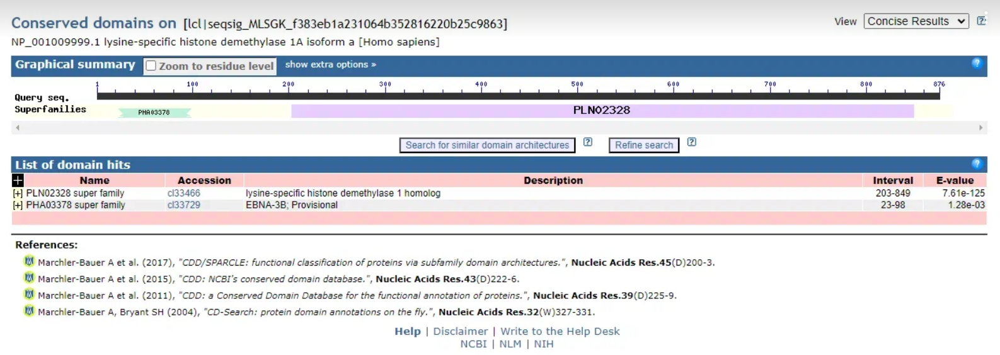 Conserved domains on [lcl|seqsig_MLSGK_f383eb1a231064b352816220b25c9863]
View Concise Results ?
NP_001009999.1 lysine-specific histone demethylase 1A isoform a [Homo sapiens]
Graphical summary Zoom to residue level show extra options » ?
1 100 200 300 400 500 600 700 800 876
Query seq.
Superfamilies PHA03378 PLN02328
Search for similar domain architectures ? Refine search ?
List of domain hits ?
+ Name Accession Description Interval E-value
[+] PLN02328 super family cl33466 lysine-specific histone demethylase 1 homolog 203-849 7.61e-125
[+] PHA03378 super family cl33729 EBNA-3B; Provisional 23-98 1.28e-03
References:
Marchler-Bauer A et al. (2017), "CDD/SPARCLE: functional classification of proteins via subfamily domain architectures.", Nucleic Acids Res.45(D)200-3.
Marchler-Bauer A et al. (2015), "CDD: NCBI's conserved domain database.", Nucleic Acids Res.43(D)222-6.
Marchler-Bauer A et al. (2011), "CDD: a Conserved Domain Database for the functional annotation of proteins.", Nucleic Acids Res.39(D)225-9.
Marchler-Bauer A, Bryant SH (2004), "CD-Search: protein domain annotations on the fly.", Nucleic Acids Res.32(W)327-331.
Help | Disclaimer | Write to the Help Desk
NCBI | NLM | NIH